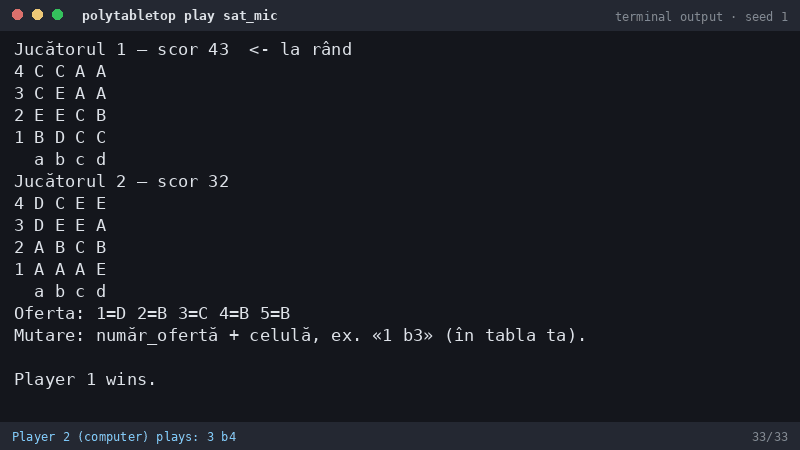 polytabletop play sat_mic
terminal output · seed 1
Jucătorul 1 — scor 43  <- la rând
4 C C A A
3 C E A A
2 E E C B
1 B D C C
  a b c d
Jucătorul 2 — scor 32
4 D C E E
3 D E E A
2 A B C B
1 A A A E
  a b c d
Oferta: 1=D 2=B 3=C 4=B 5=B
Mutare: număr_ofertă + celulă, ex. «1 b3» (în tabla ta).
Player 1 wins.
Player 2 (computer) plays: 3 b4
33/33